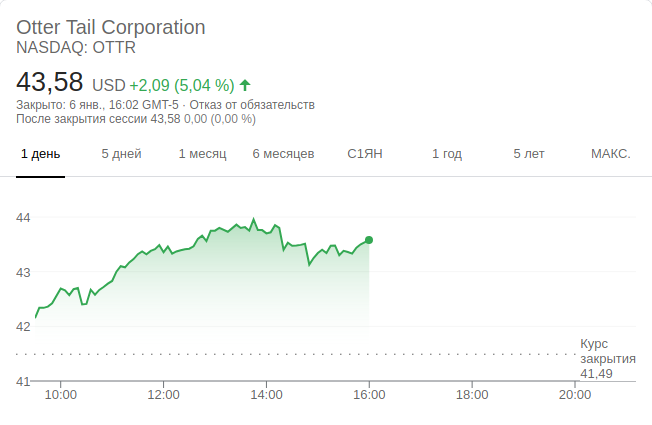 Otter Tail Corporation
NASDAQ: OTTR
43,58 USD +2,09 (5,04 %)
Закрыто: 6 янв., 16:02 GMT-5 · Отказ от обязательств
После закрытия сессии 43,58 0,00 (0,00 %)
1 день 5 дней 1 месяц 6 месяцев С1ЯН 1 год 5 лет МАКС.
44
43
42
Курс
закрытия
41,49
41
10:00 12:00 14:00 16:00 18:00 20:00